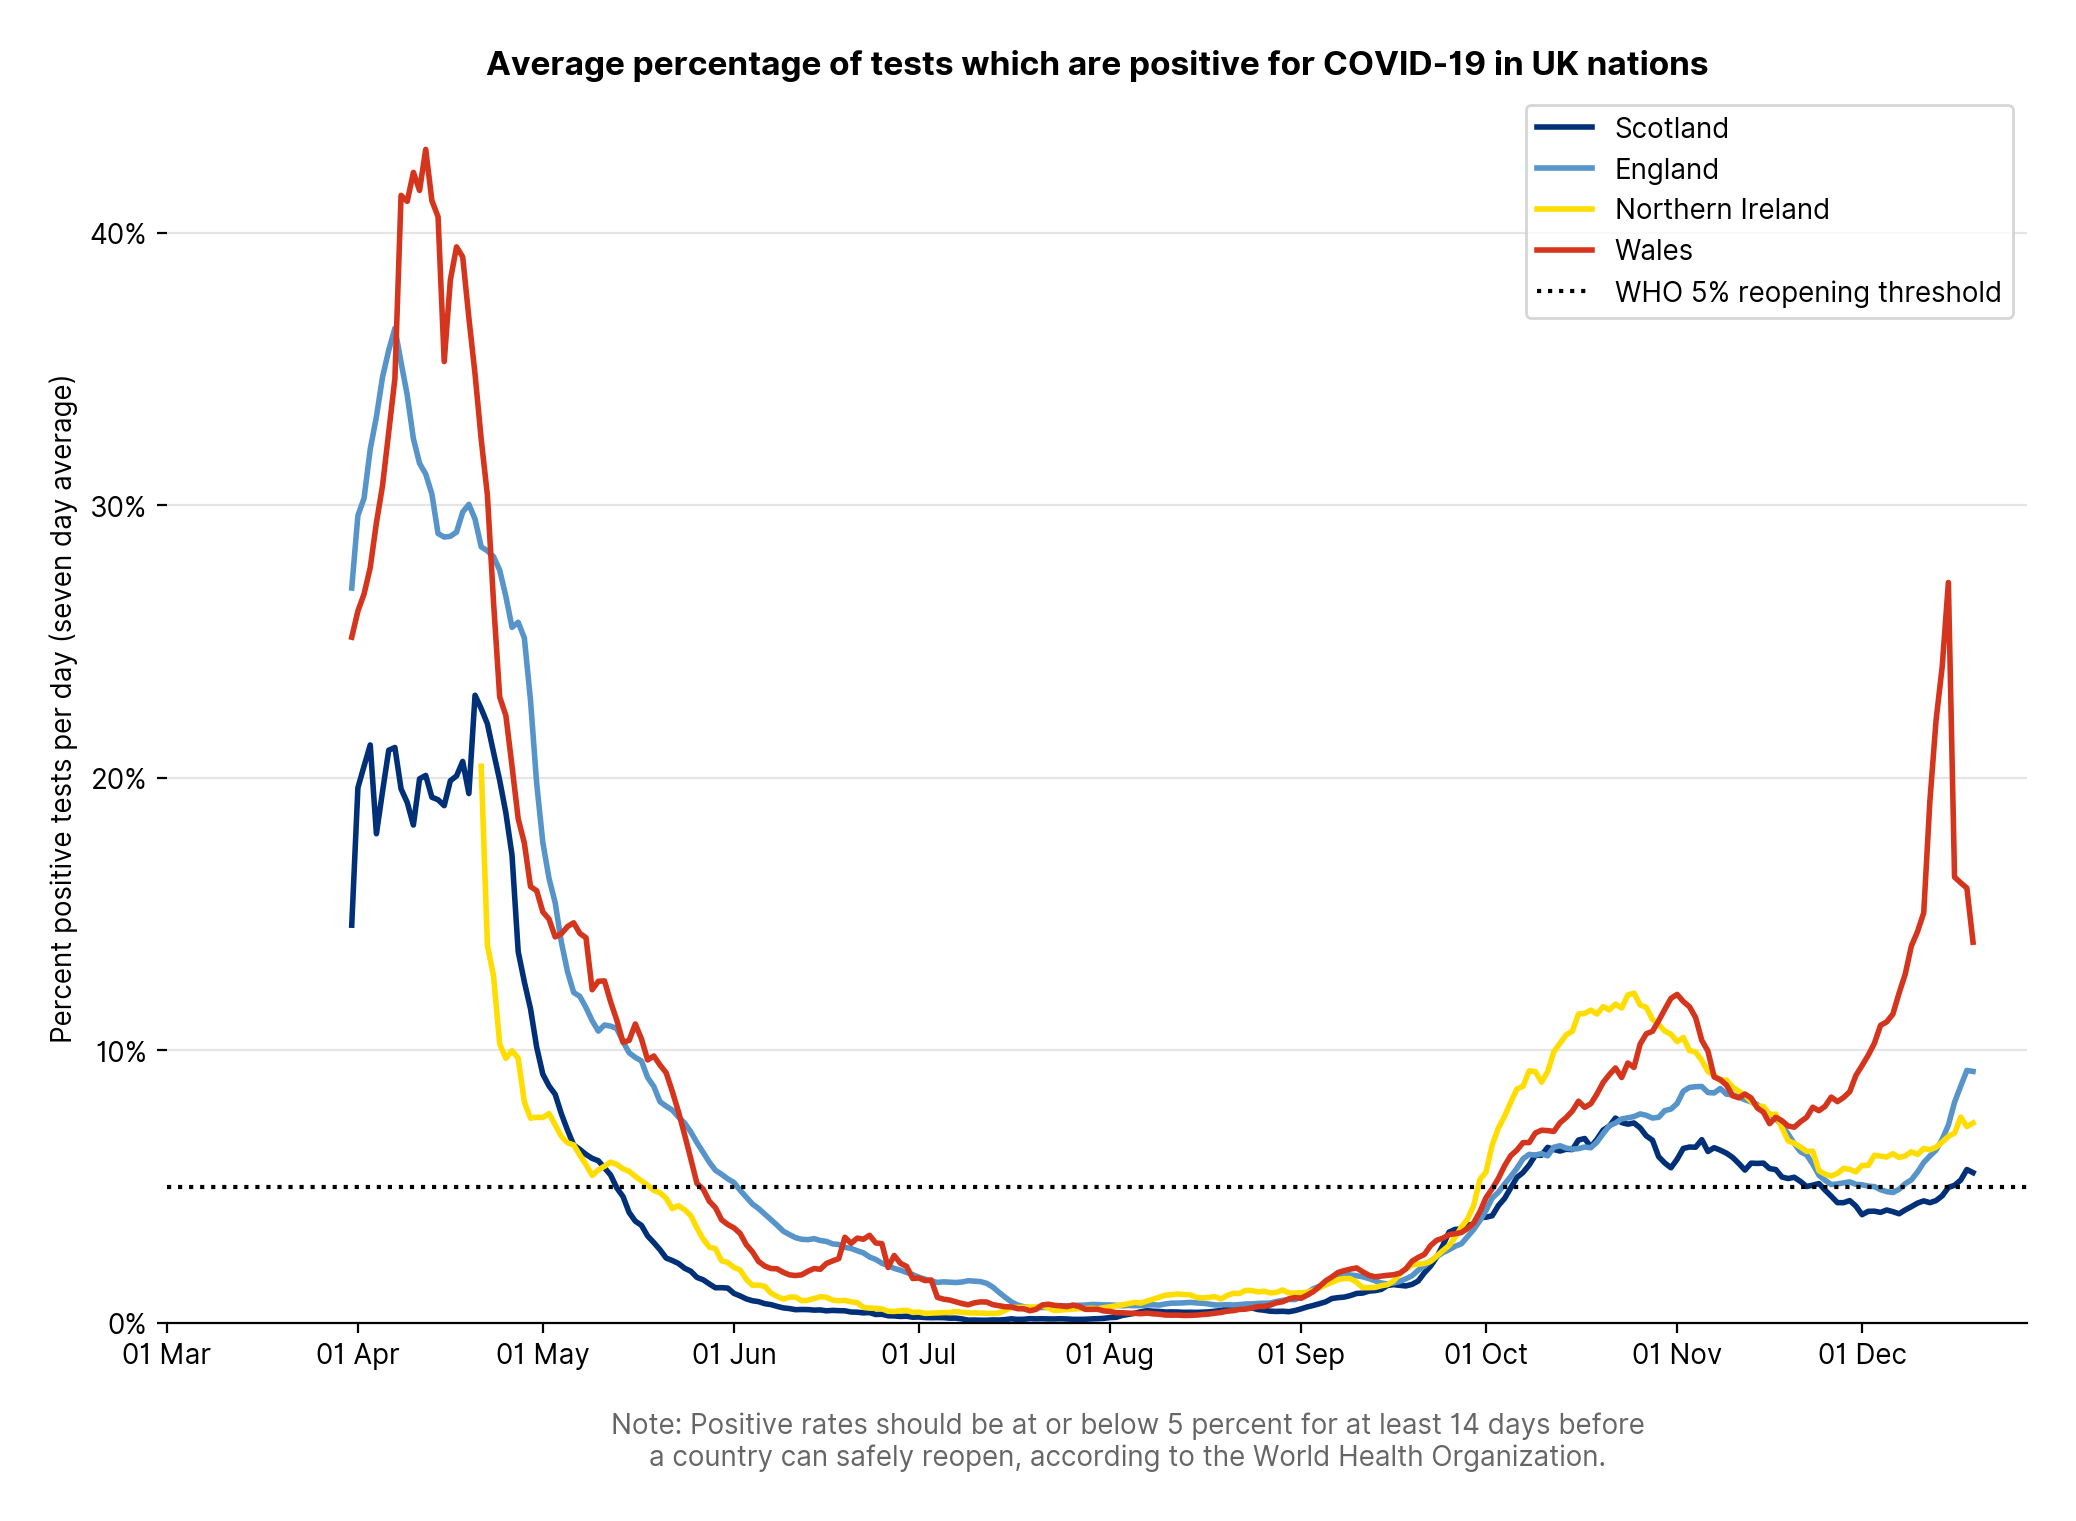 Average percentage of tests which are positive for COVID-19 in UK nations
Scotland
England
Northern Ireland
Wales
WHO 5% reopening threshold
Percent positive tests per day (seven day average)
40%
30%
20%
10%
0%
01 Mar
01 Apr
01 May
01 Jun
01 Jul
01 Aug
01 Sep
01 Oct
01 Nov
01 Dec
Note: Positive rates should be at or below 5 percent for at least 14 days before
a country can safely reopen, according to the World Health Organization.